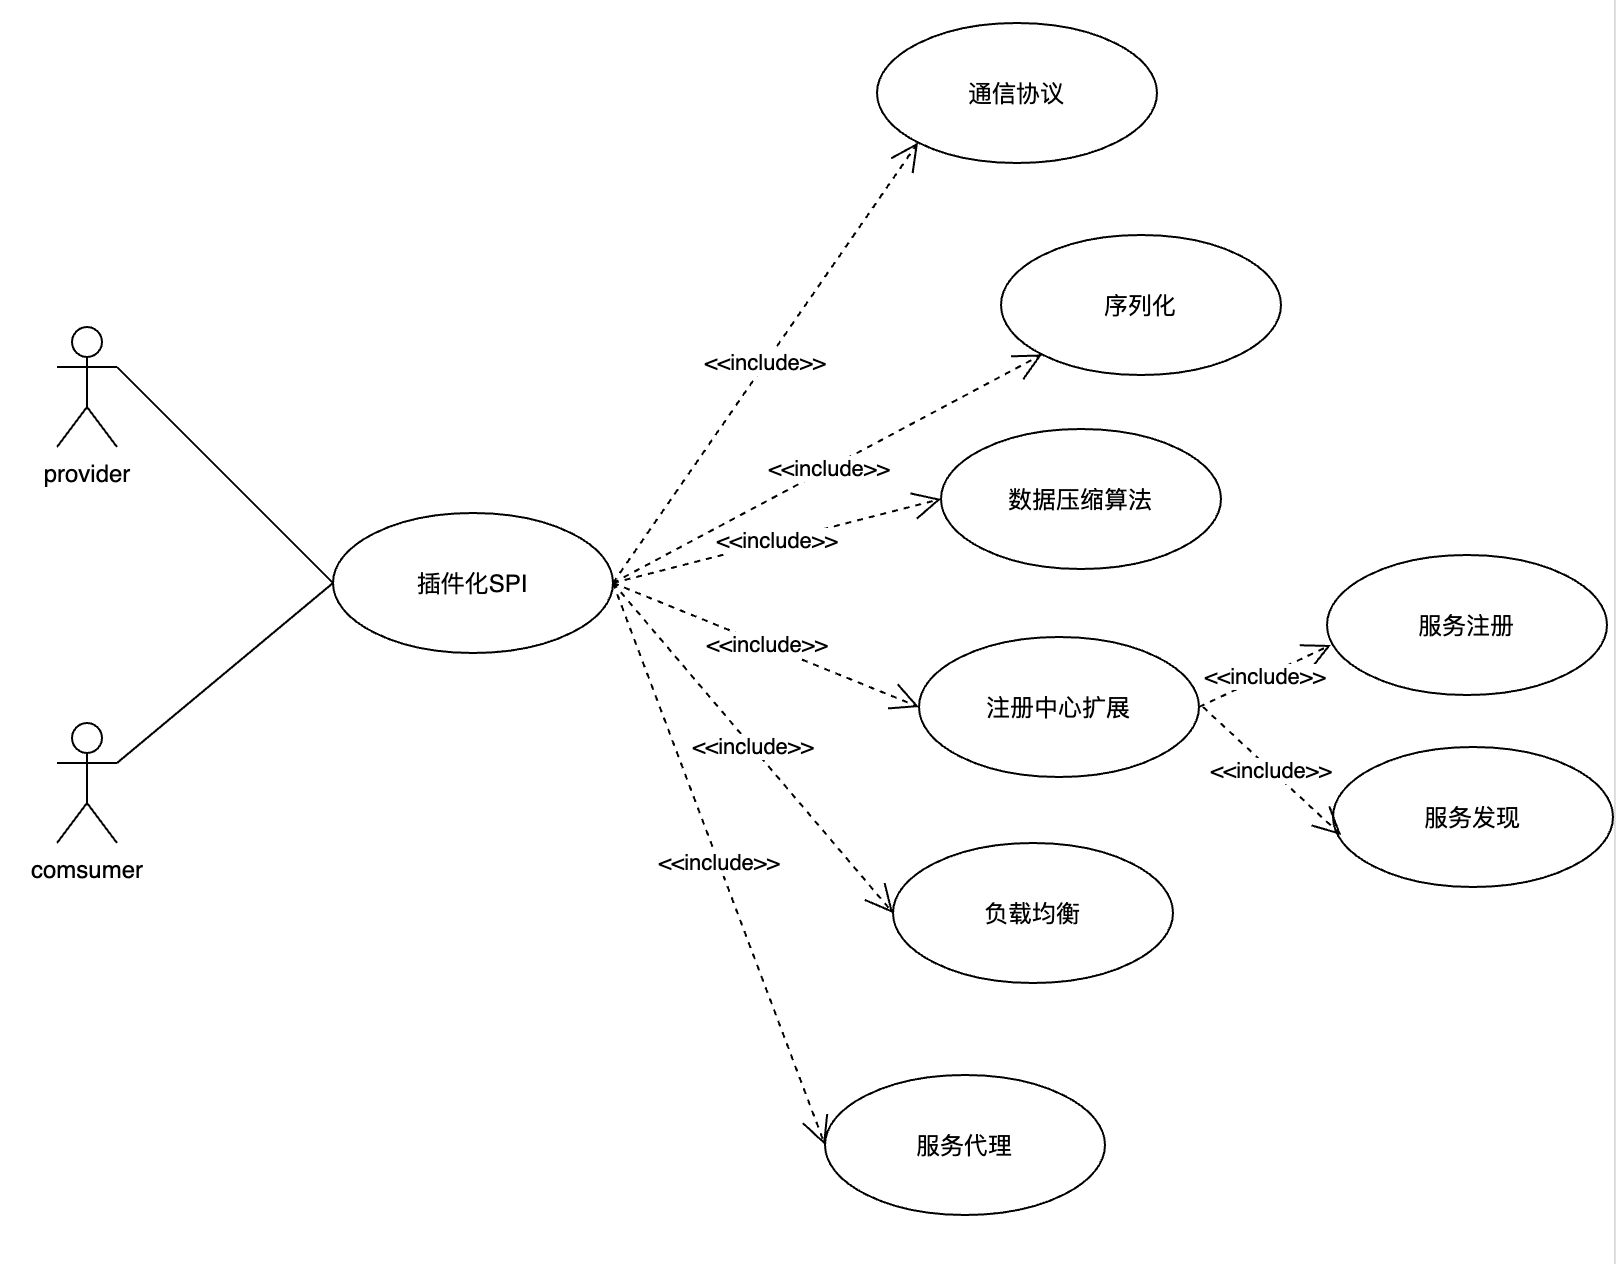 通信协议
序列化
<<include>>
provider
<<include>>
数据压缩算法
<<include>>
插件化SPI
服务注册
<<include>>
<<include>>
注册中心扩展
<<include>>
<<include>>
服务发现
comsumer
<<include>>
负载均衡
服务代理